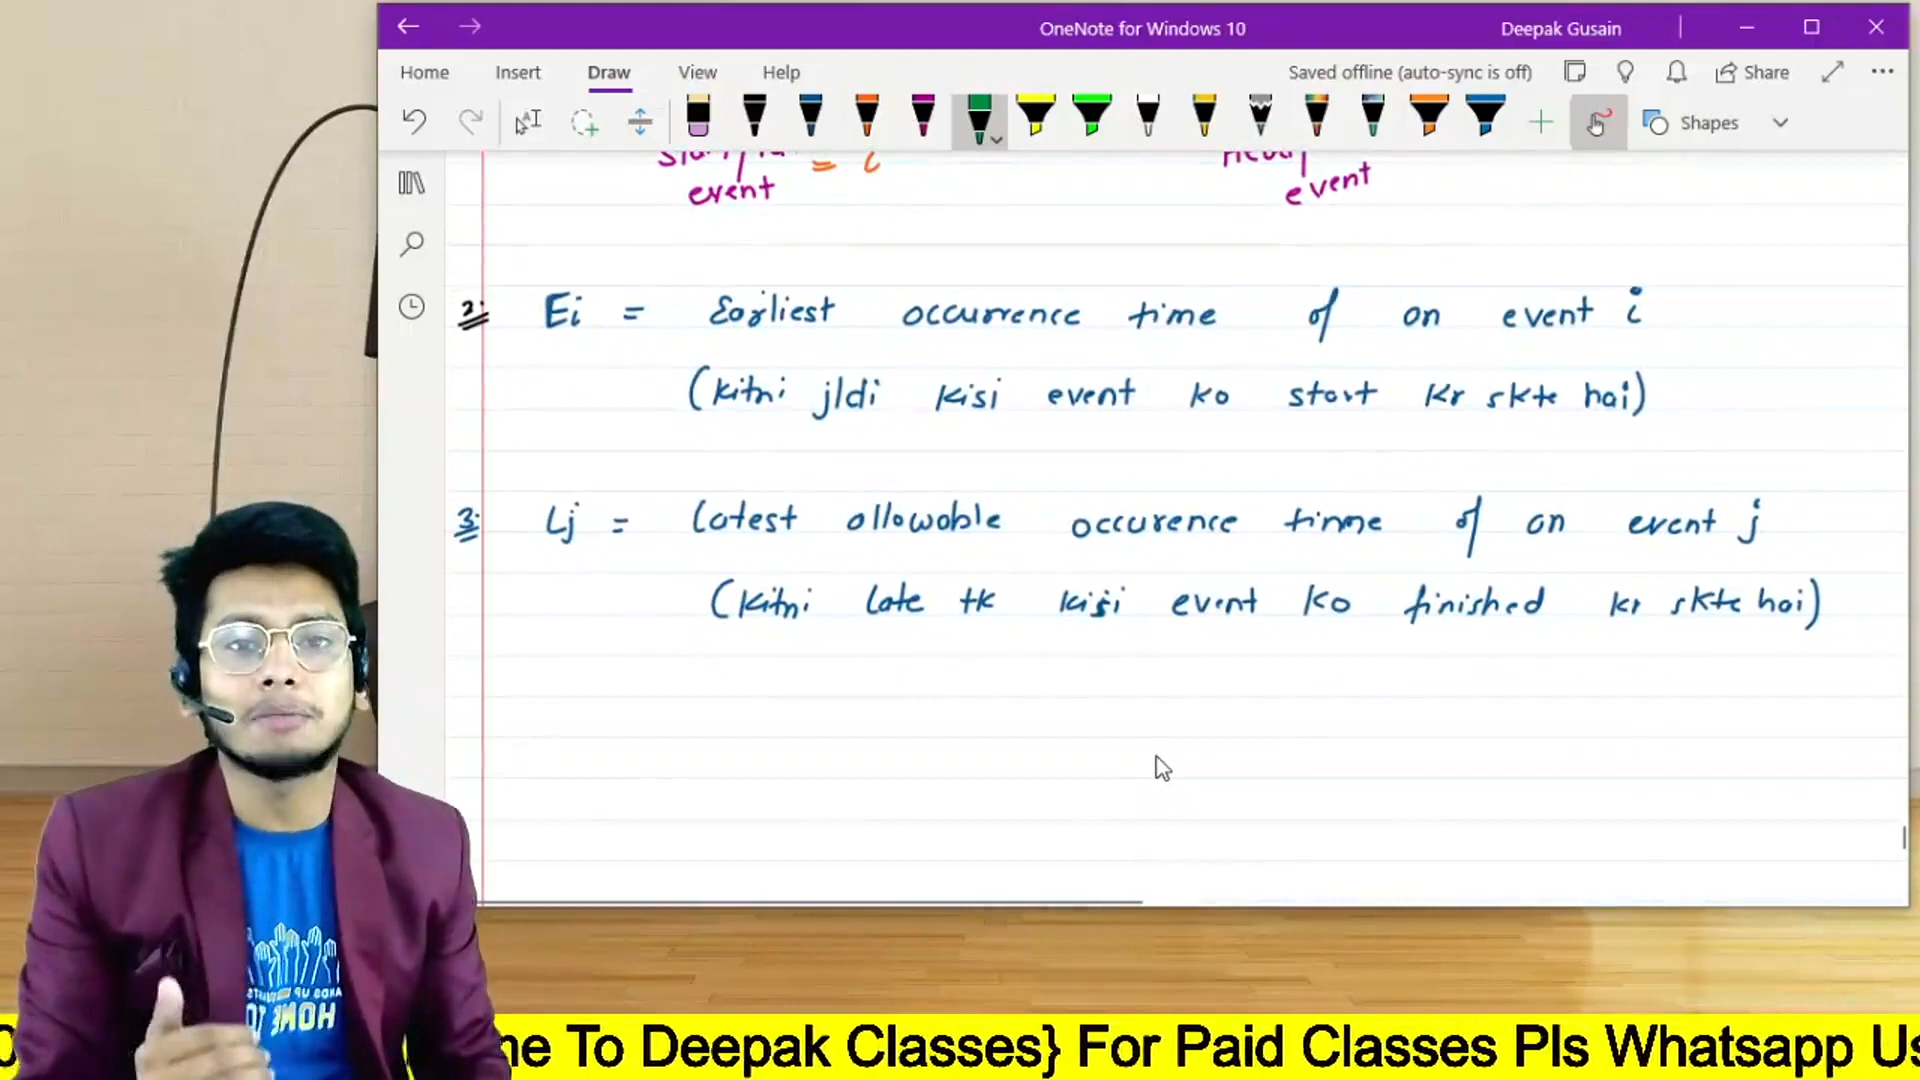 OneNote for Windows 10
Deepak Gusain
Home Insert Draw View Help
Saved offline (auto-sync is off)
Share
Shapes
= i
event
event
2: Ei = Earliest occurrence time of an event i
(kitni jldi kisi event ko start kr skte hai)
3: Lj = Latest allowable occurence time of an event j
(kitni late tk kisi event ko finished kr skte hai)
HOME TO
me To Deepak Classes} For Paid Classes Pls Whatsapp Us